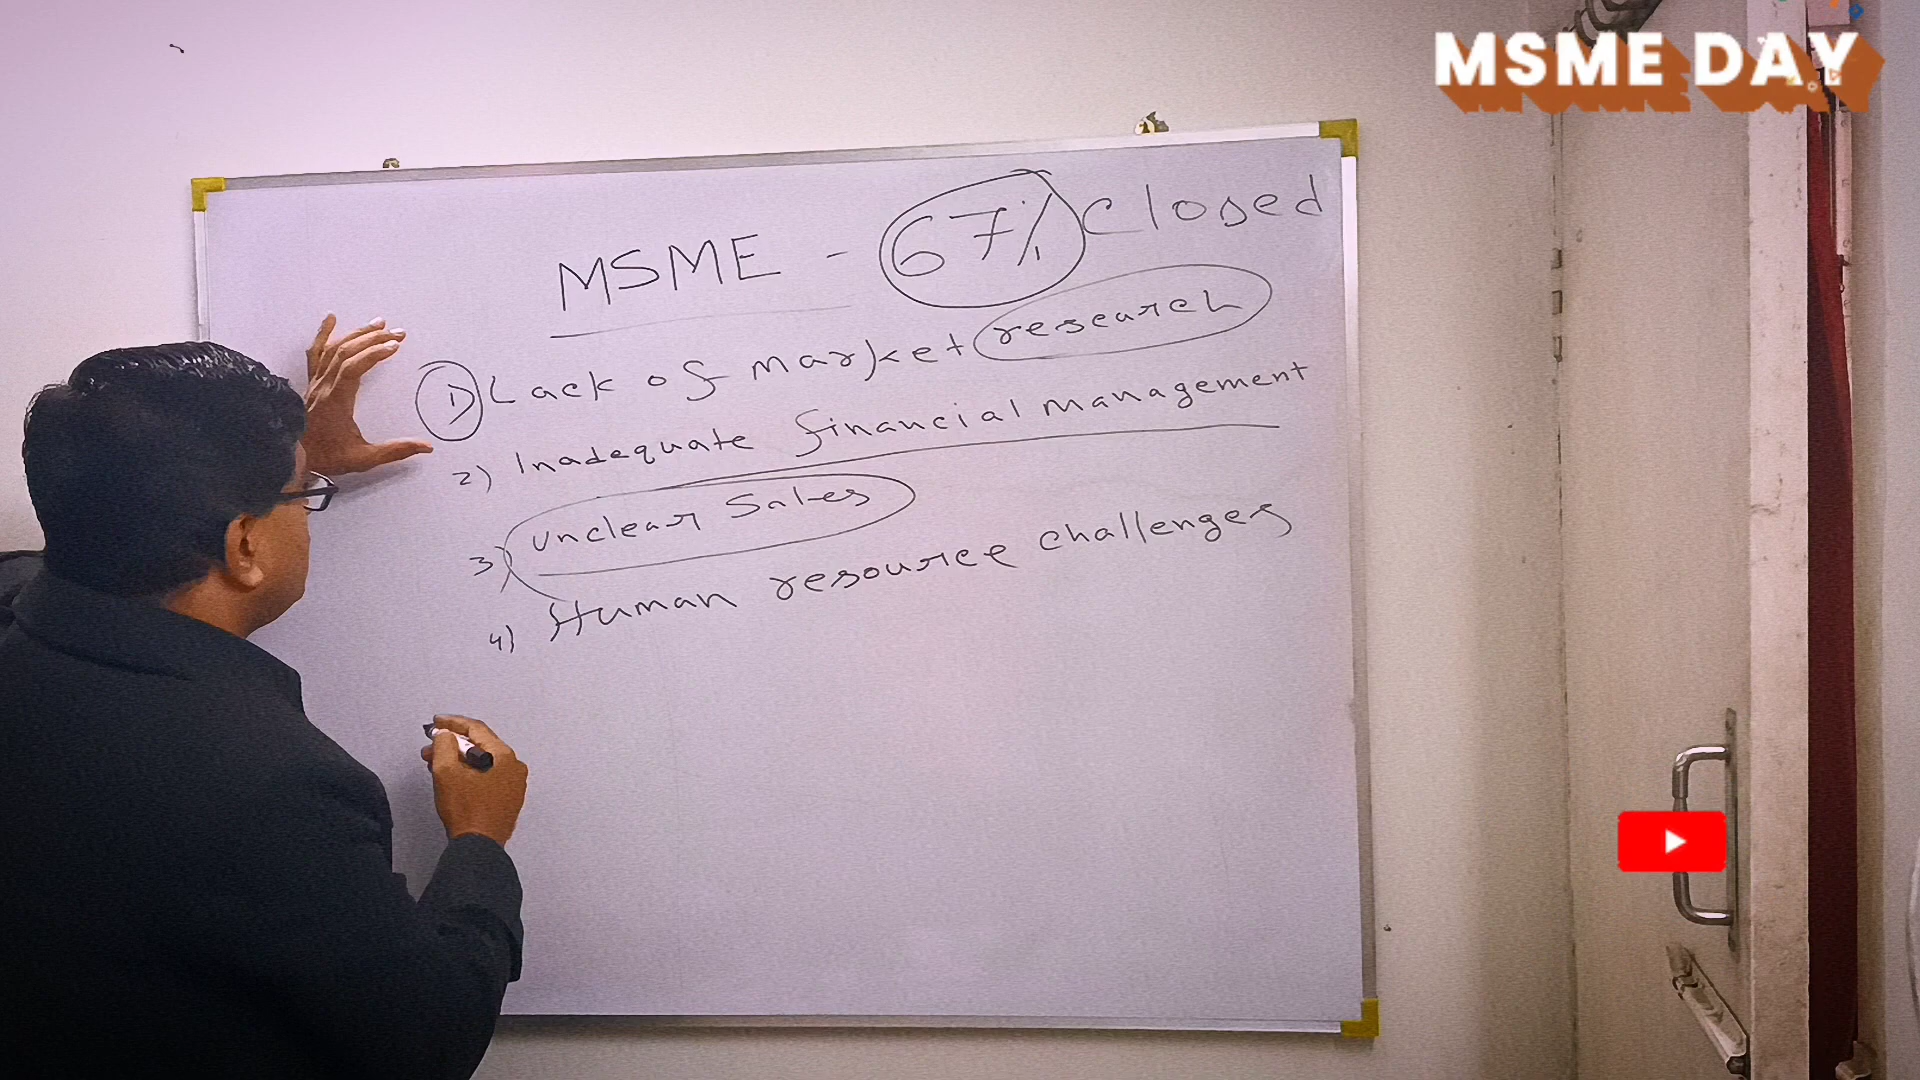 MSME DAY
MSME - 67% closed
1) Lack of market research
2) Inadequate financial management
3) unclear Sales
4) Human resource challenges